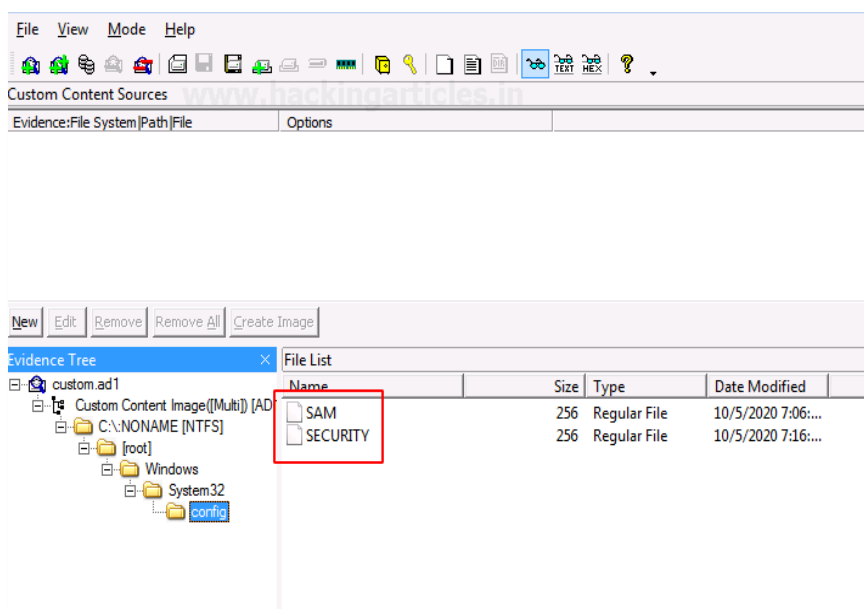 File View Mode Help
TEXT HEX
Custom Content Sources www.hackingarticles.in
Evidence:File System|Path|File Options
New Edit Remove Remove All Create Image
Evidence Tree × File List
custom.ad1 Name Size Type Date Modified
Custom Content Image([Multi]) [AD SAM 256 Regular File 10/5/2020 7:06:...
C:\:NONAME [NTFS] SECURITY 256 Regular File 10/5/2020 7:16:...
[root]
Windows
System32
config